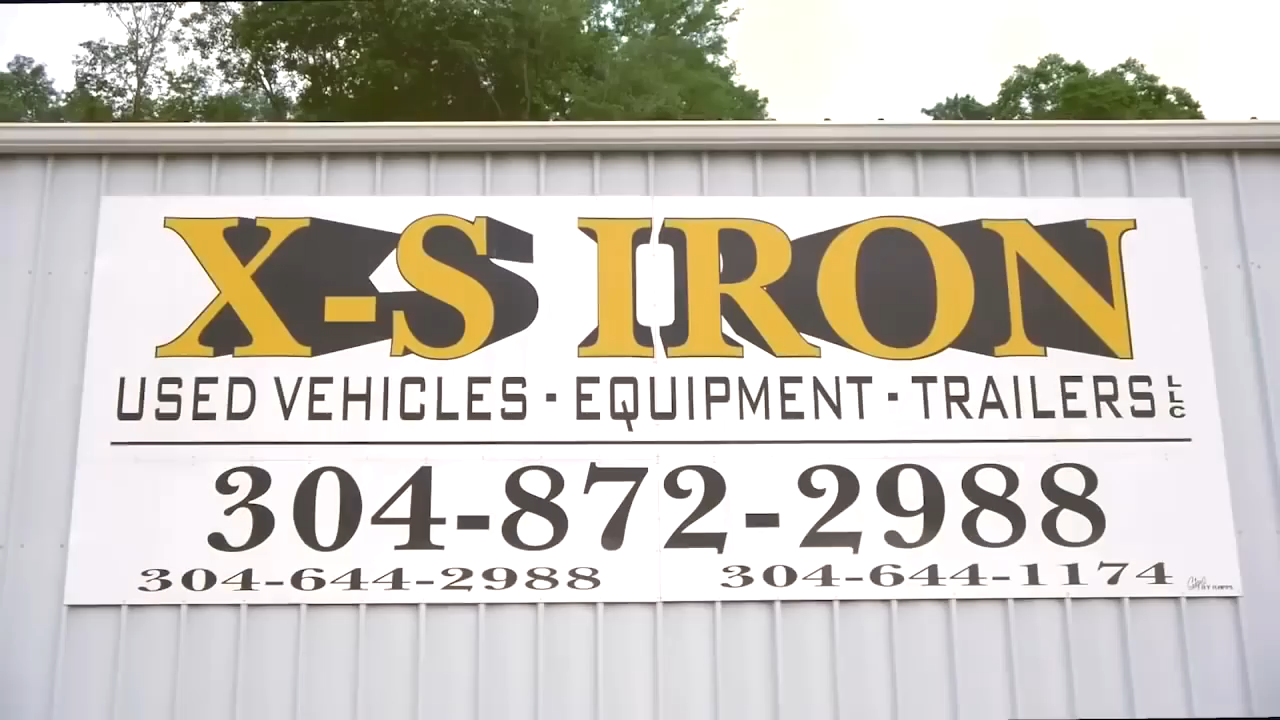 X-S IRON
USED VEHICLES - EQUIPMENT - TRAILERS LLC
304-872-2988
304-644-2988 304-644-1174